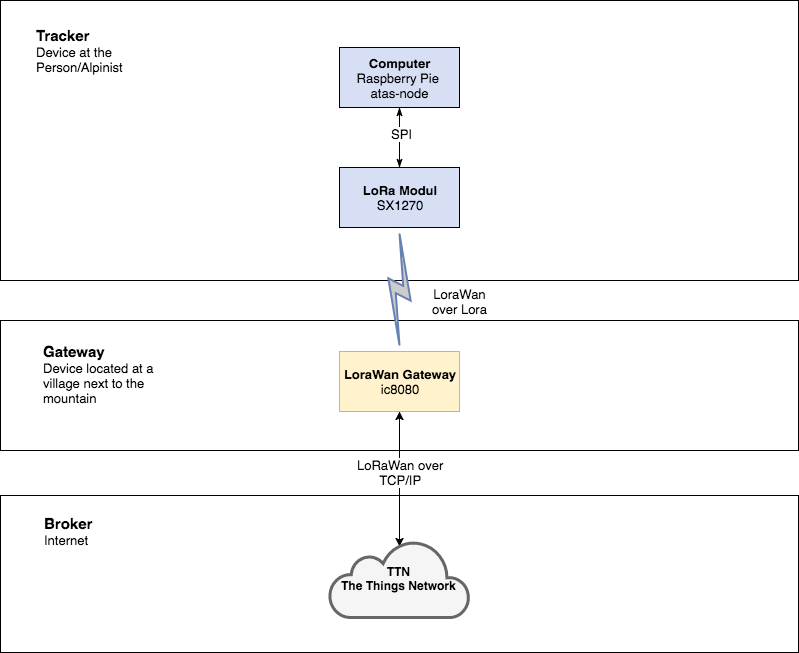 Tracker
Device at the
Person/Alpinist
Computer
Raspberry Pie
atas-node
SPI
LoRa Modul
SX1270
LoraWan
over Lora
Gateway
Device located at a
village next to the
mountain
LoraWan Gateway
ic8080
LoRaWan over
TCP/IP
Broker
Internet
TTN
The Things Network